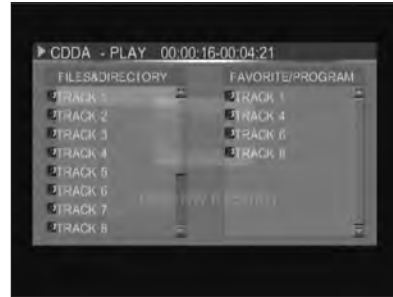 CDDA - PLAY 00:00:16-00:04:21
FILES&DIRECTORY
TRACK 1
TRACK 2
TRACK 3
TRACK 4
TRACK 5
TRACK 6
TRACK 7
TRACK 8
FAVORITE/PROGRAM
TRACK 1
TRACK 4
TRACK 6
TRACK 8